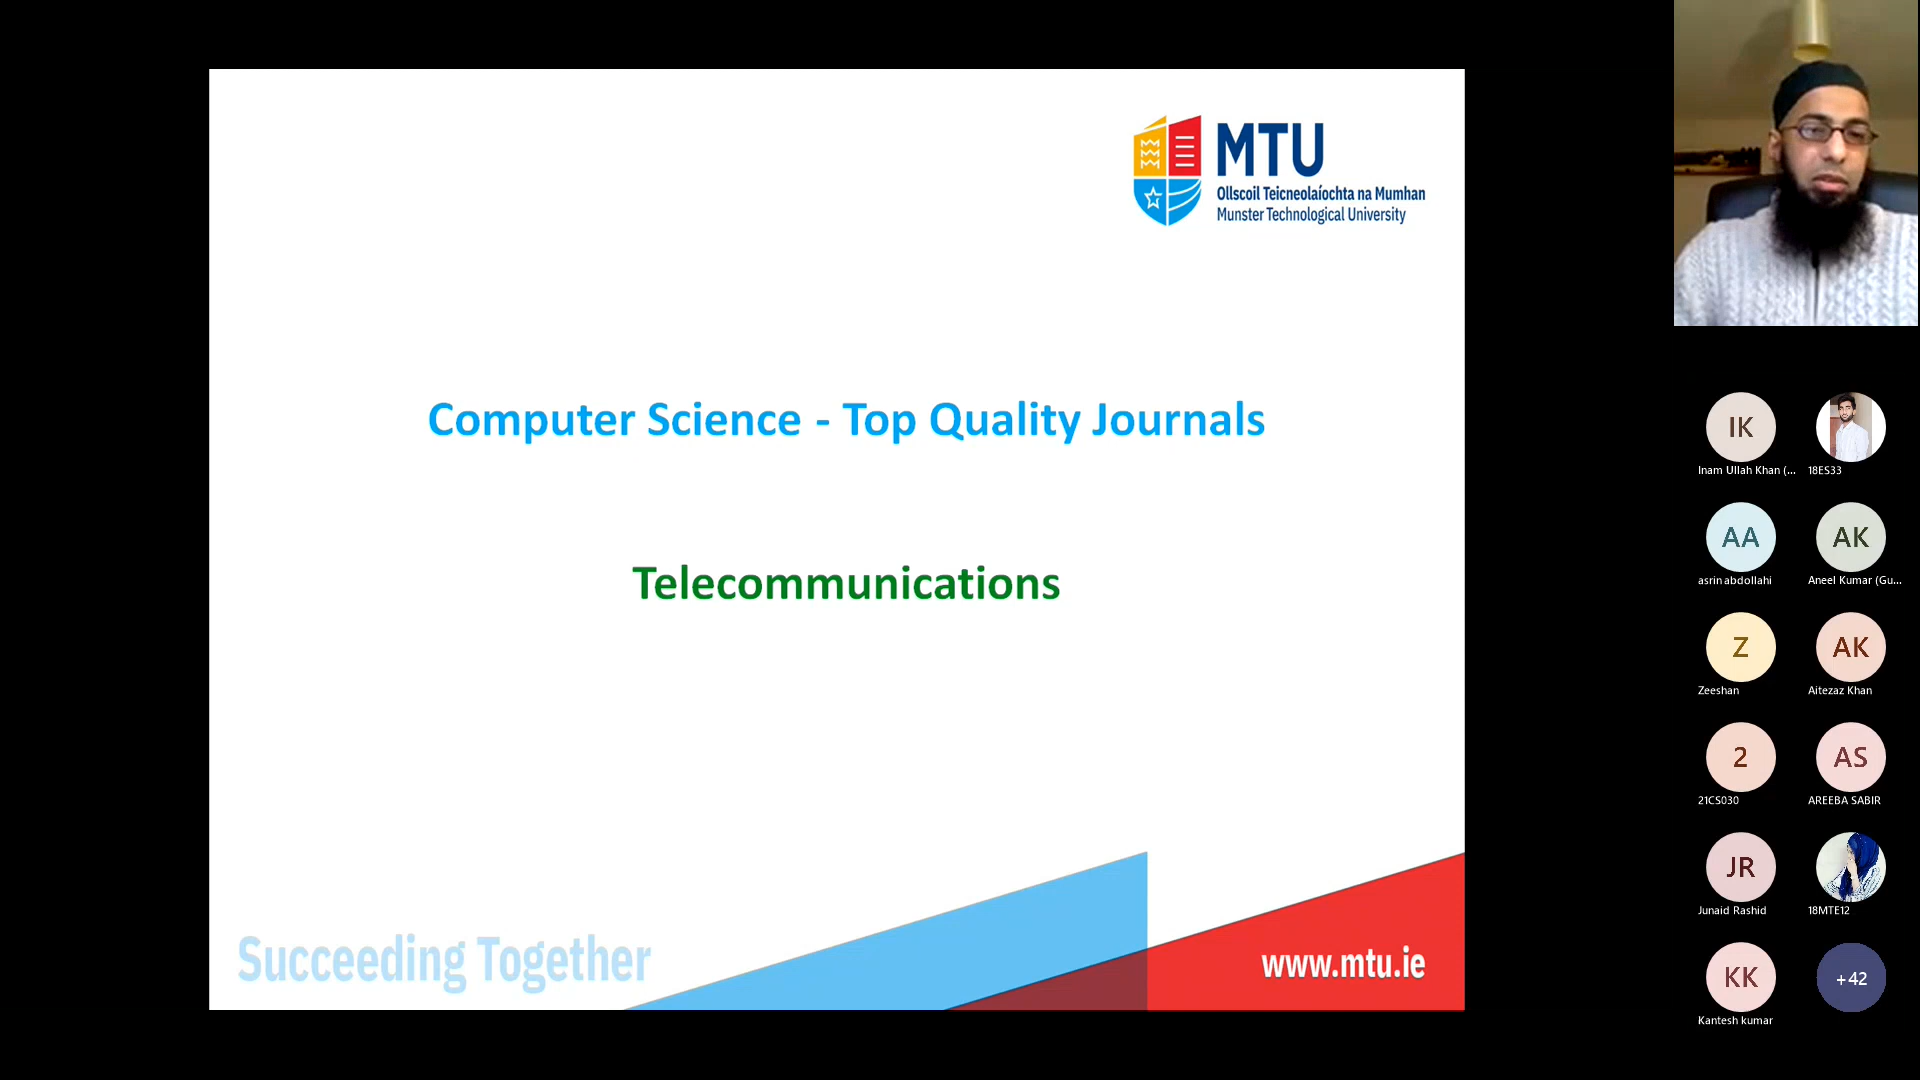 MTU
Ollscoil Teicneolaíochta na Mumhan
Munster Technological University
Computer Science - Top Quality Journals
Telecommunications
Succeeding Together
www.mtu.ie
IK
Inam Ullah Khan (...
18ES33
AA
asrin abdollahi
AK
Aneel Kumar (Gu...
Z
Zeeshan
AK
Aitezaz Khan
2
21CS030
AS
AREEBA SABIR
JR
Junaid Rashid
18MTE12
KK
Kantesh kumar
+42